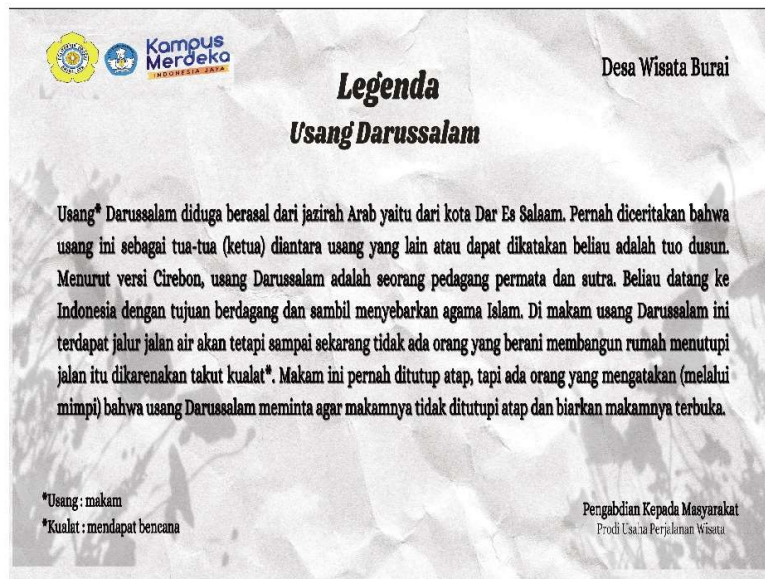 Kampus
Merdeka
INDONESIA JAYA
Desa Wisata Burai
Legenda
Usang Darussalam
Usang* Darussalam diduga berasal dari jazirah Arab yaitu dari kota Dar Es Salaam. Pernah diceritakan bahwa
usang ini sebagai tua-tua (ketua) diantara usang yang lain atau dapat dikatakan beliau adalah tuo dusun.
Menurut versi Cirebon, usang Darussalam adalah seorang pedagang permata dan sutra. Beliau datang ke
Indonesia dengan tujuan berdagang dan sambil menyebarkan agama Islam. Di makam usang Darussalam ini
terdapat jalur jalan air akan tetapi sampai sekarang tidak ada orang yang berani membangun rumah menutupi
jalan itu dikarenakan takut kualat*. Makam ini pernah ditutup atap, tapi ada orang yang mengatakan (melalui
mimpi) bahwa usang Darussalam meminta agar makamnya tidak ditutupi atap dan biarkan makamnya terbuka.
*Usang : makam
*Kualat : mendapat bencana
Pengabdian Kepada Masyarakat
Prodi Usaha Perjalanan Wisata